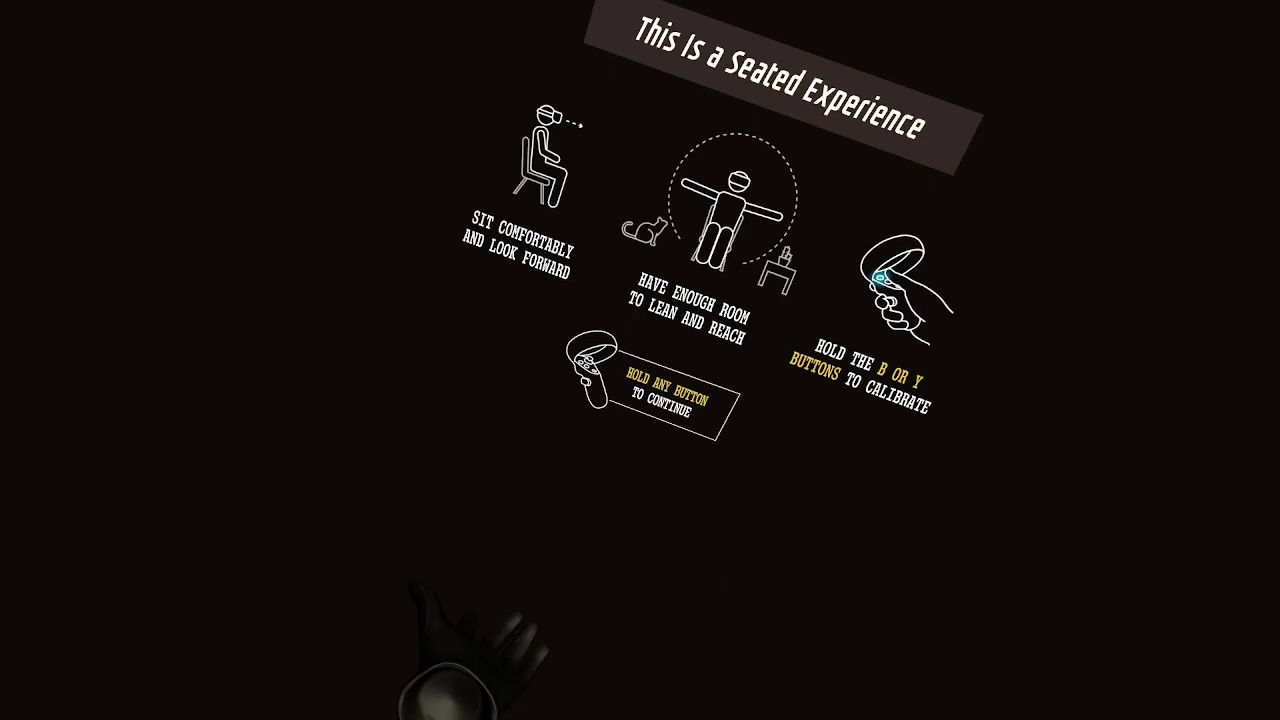 This Is a Seated Experience
SIT COMFORTABLY
AND LOOK FORWARD
HAVE ENOUGH ROOM
TO LEAN AND REACH
HOLD THE B OR Y
BUTTONS TO CALIBRATE
HOLD ANY BUTTON
TO CONTINUE